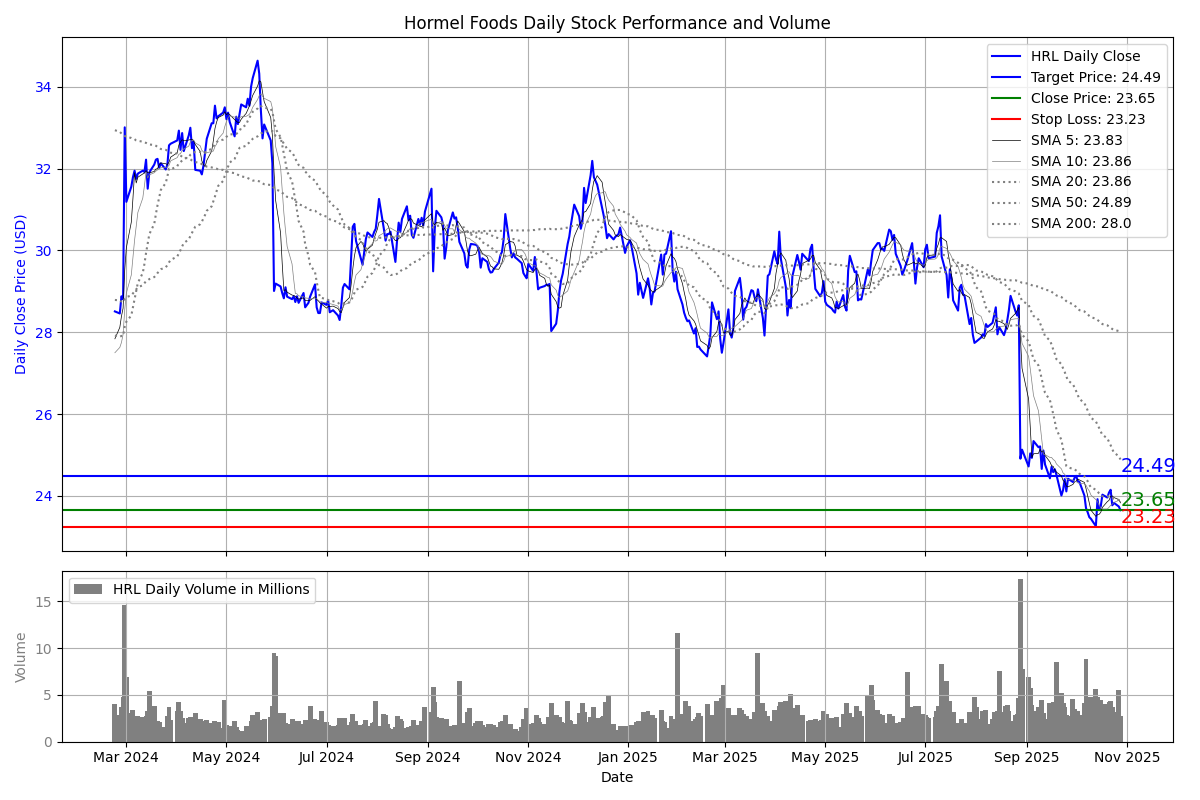 Hormel Foods Daily Stock Performance and Volume
Daily Close Price (USD)
34
32
30
28
26
24
HRL Daily Close
Target Price: 24.49
Close Price: 23.65
Stop Loss: 23.23
SMA 5: 23.83
SMA 10: 23.86
SMA 20: 23.86
SMA 50: 24.89
SMA 200: 28.0
24.49
23.65
23.23
HRL Daily Volume in Millions
Volume
15
10
5
0
Mar 2024 May 2024 Jul 2024 Sep 2024 Nov 2024 Jan 2025 Mar 2025 May 2025 Jul 2025 Sep 2025 Nov 2025
Date